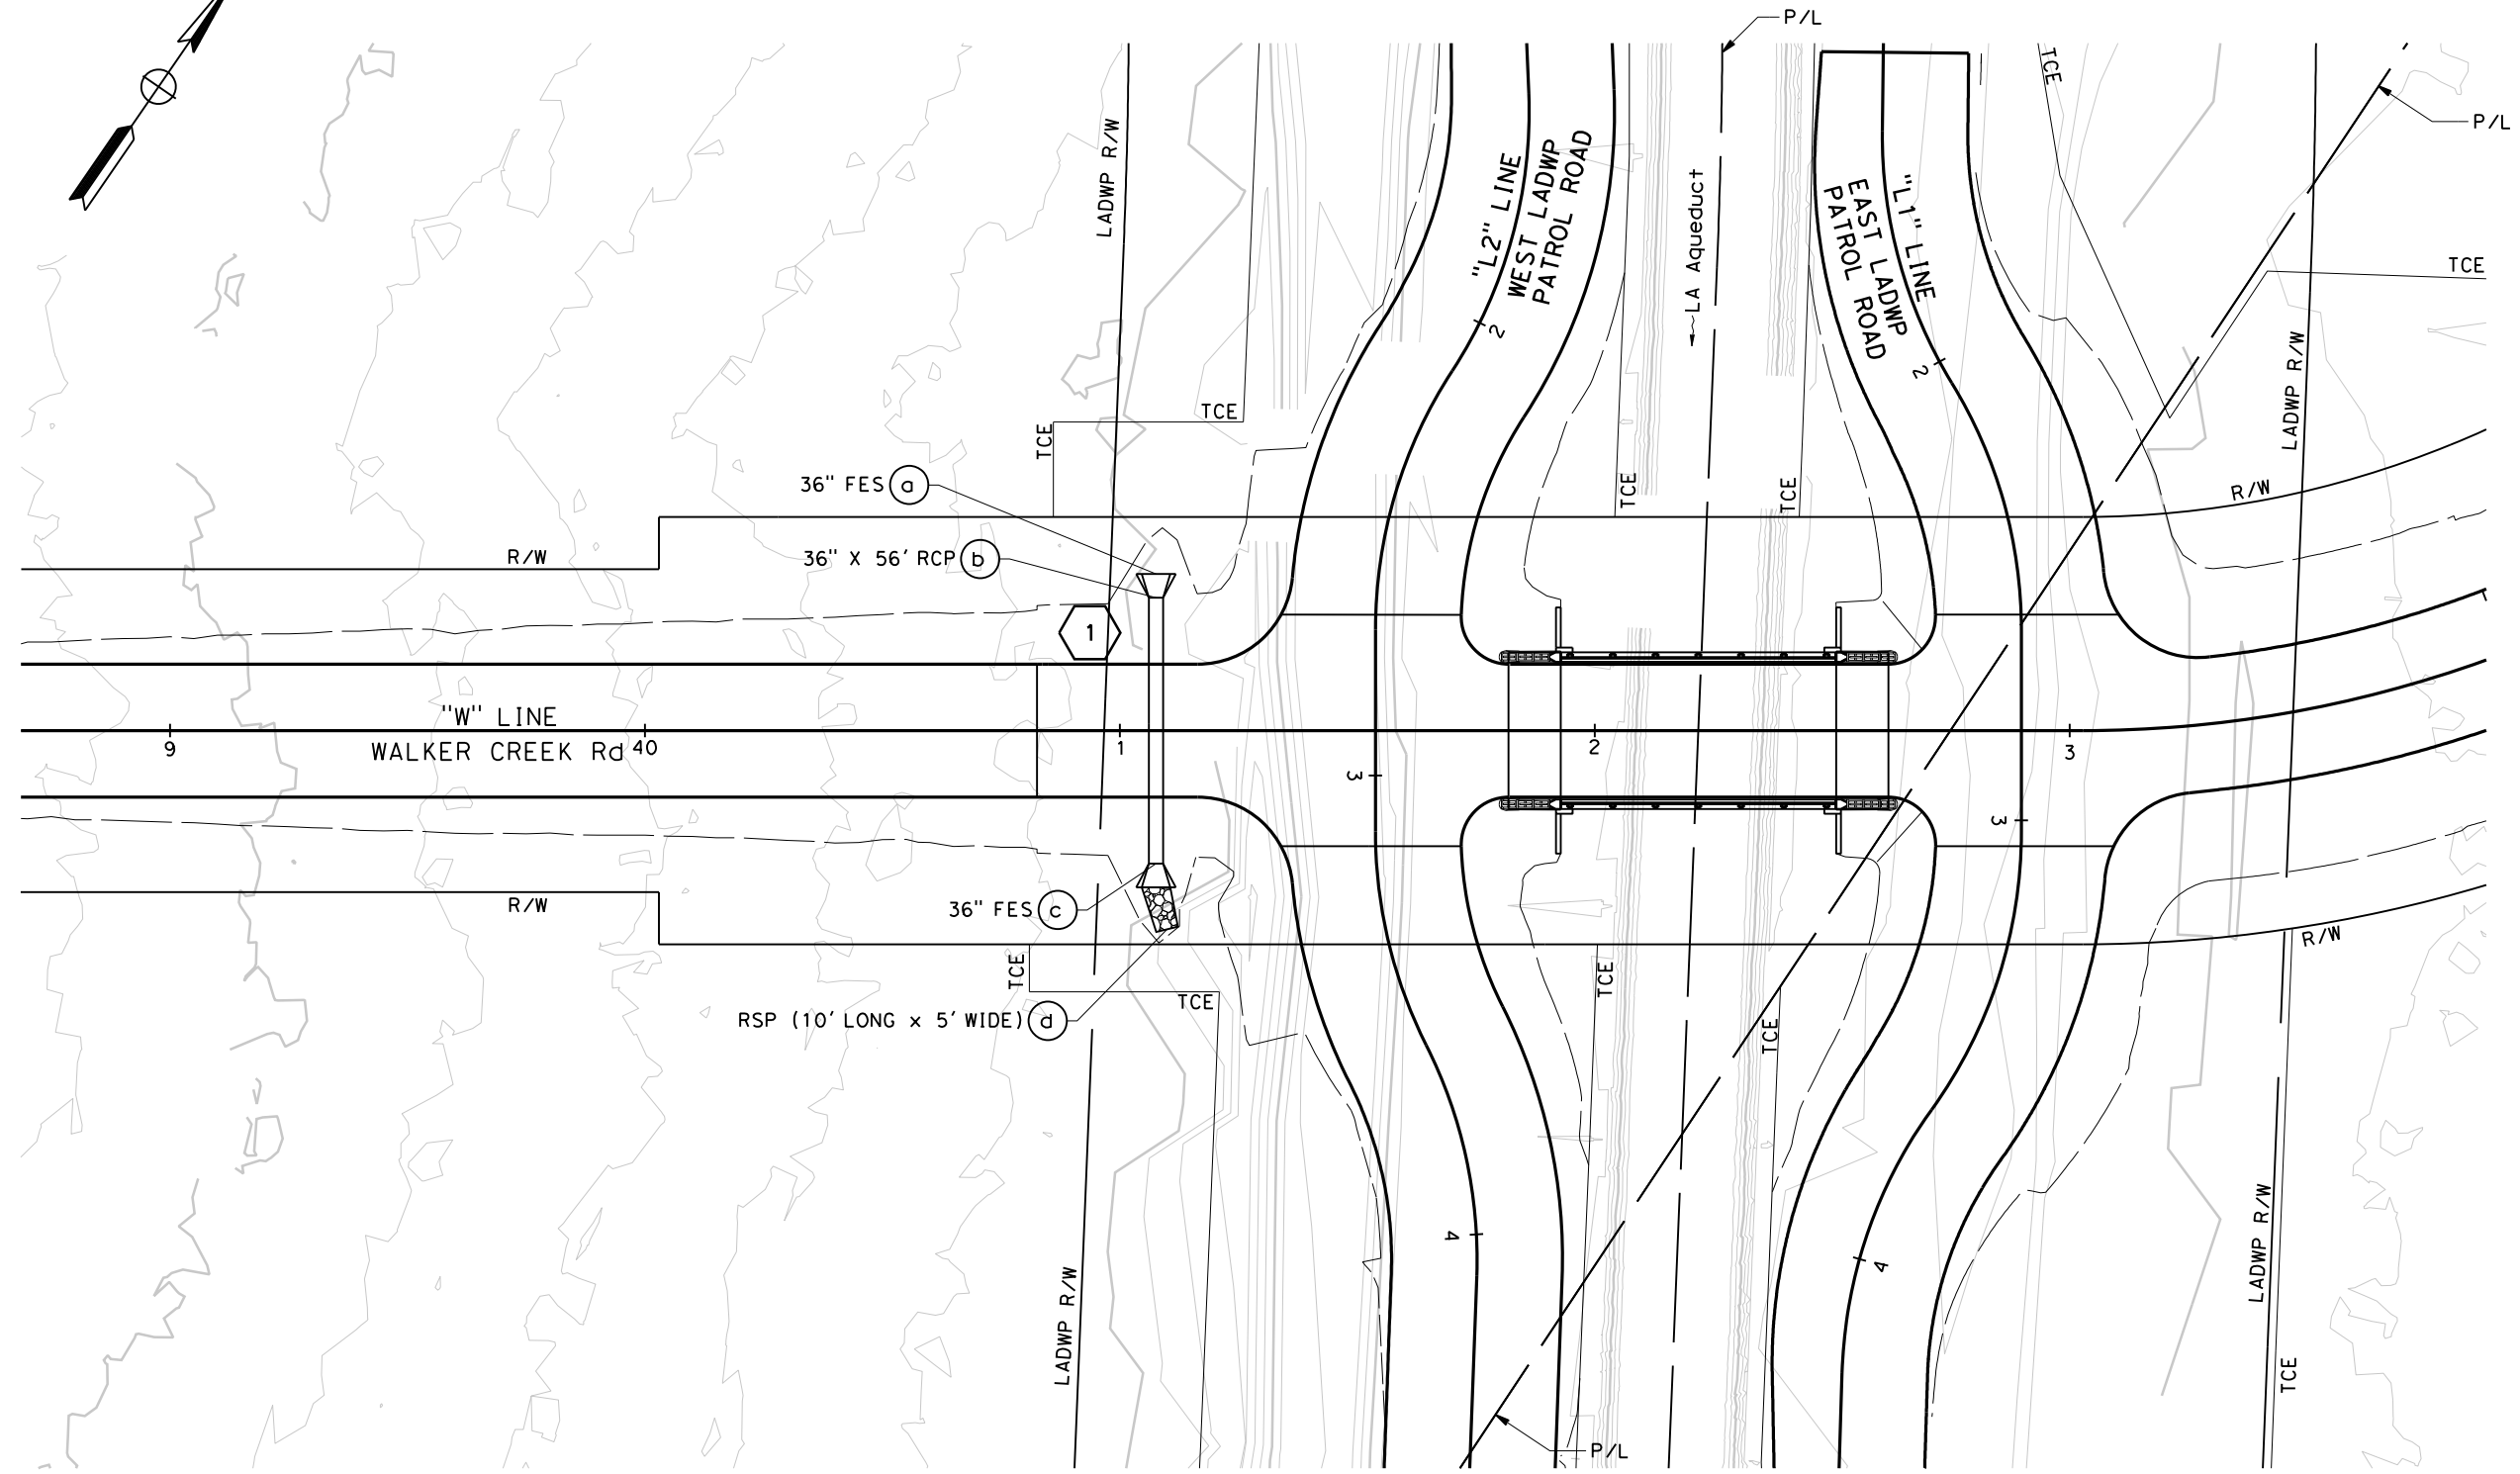 P/L
P/L
TCE
LADWP R/W
"L2" LINE
WEST LADWP
PATROL ROAD
LA Aqueduct
"L1" LINE
EAST LADWP
PATROL ROAD
TCE
2
2
LADWP R/W
TCE
TCE
36" FES a
TCE
TCE
R/W
36" X 56' RCP b
R/W
1
"W" LINE
WALKER CREEK Rd
9
40
1
2
3
3
3
R/W
36" FES c
R/W
TCE
TCE
TCE
RSP (10' LONG x 5' WIDE) d
TCE
4
4
LADWP R/W
LADWP R/W
TCE
P/L